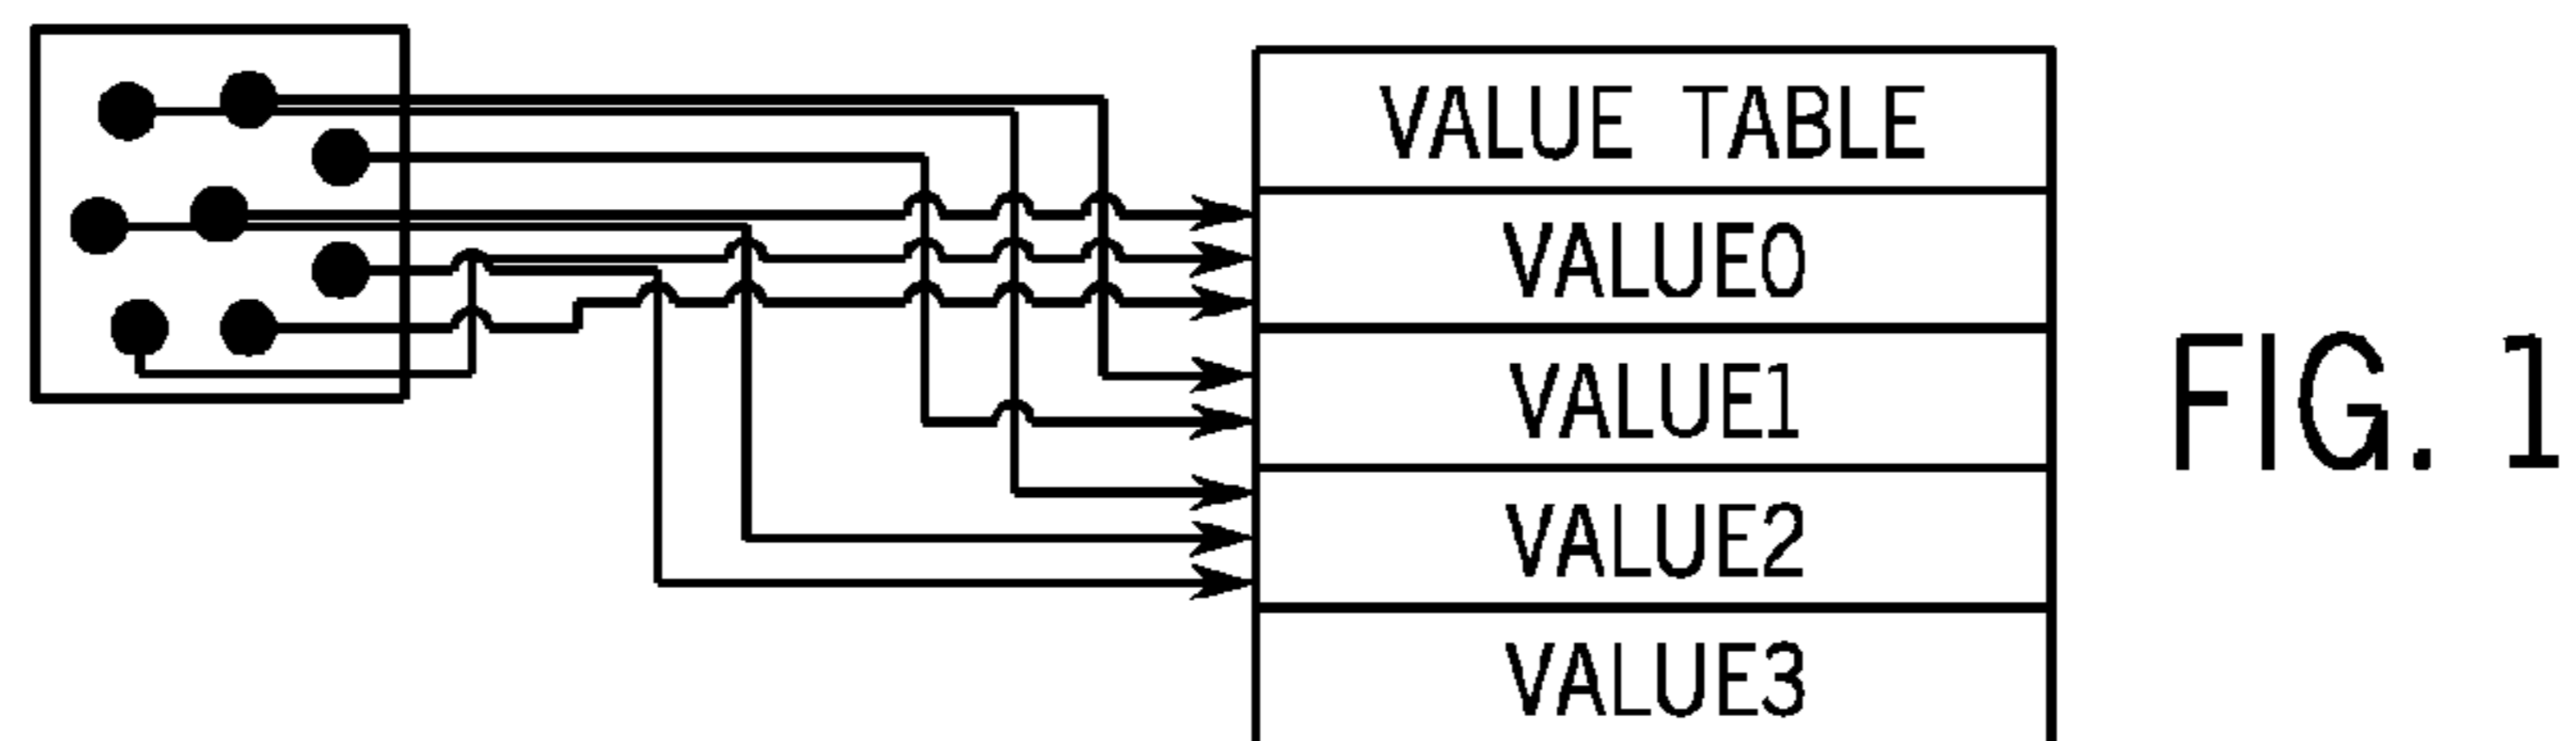 VALUE TABLE
VALUE0
VALUE1
VALUE2
VALUE3
FIG. 1